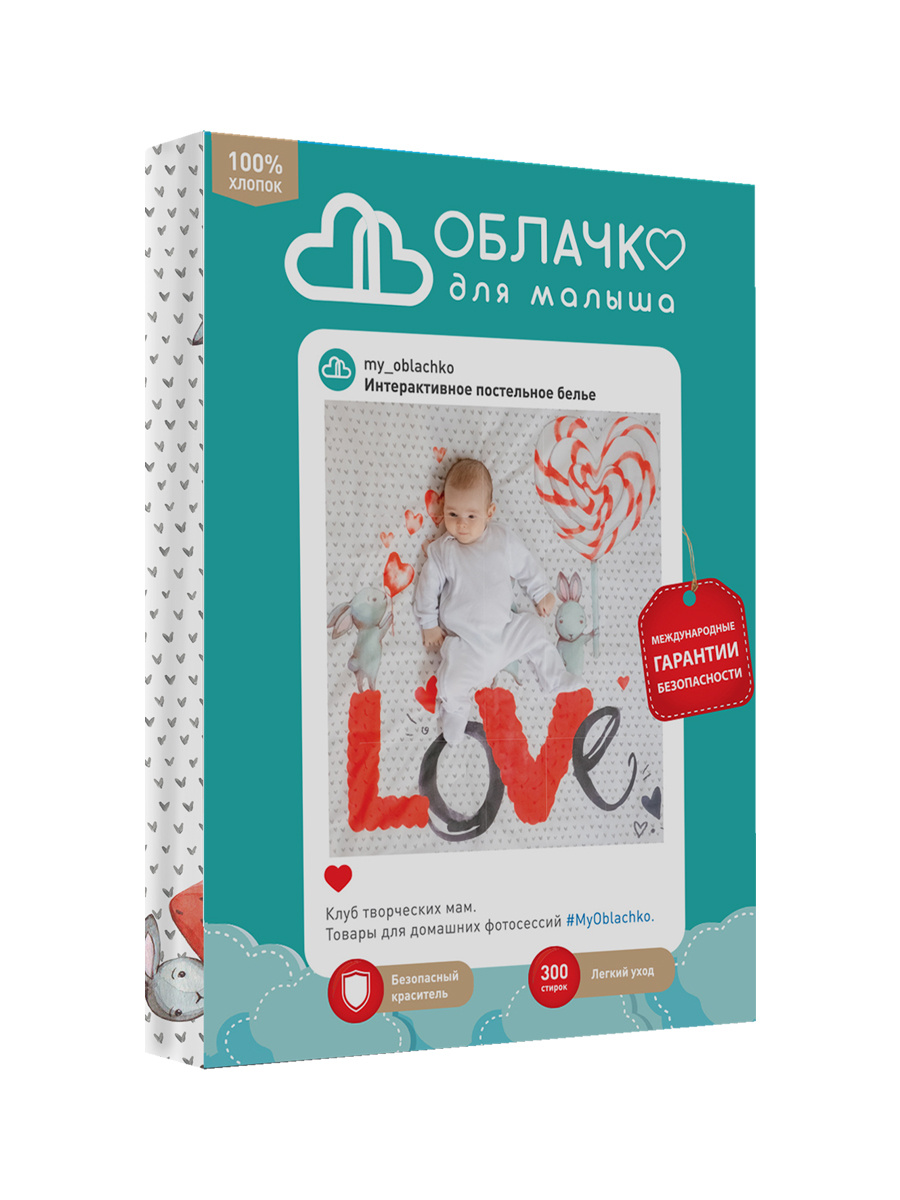 100%
ХЛОПОК
ОБЛАЧКО
для малыша
my_oblachko
Интерактивное постельное белье
LOVe
МЕЖДУНАРОДНЫЕ
ГАРАНТИИ
БЕЗОПАСНОСТИ
Клуб творческих мам.
Товары для домашних фотосессий #MyOblachko.
Безопасный
краситель
300
стирок
Легкий уход